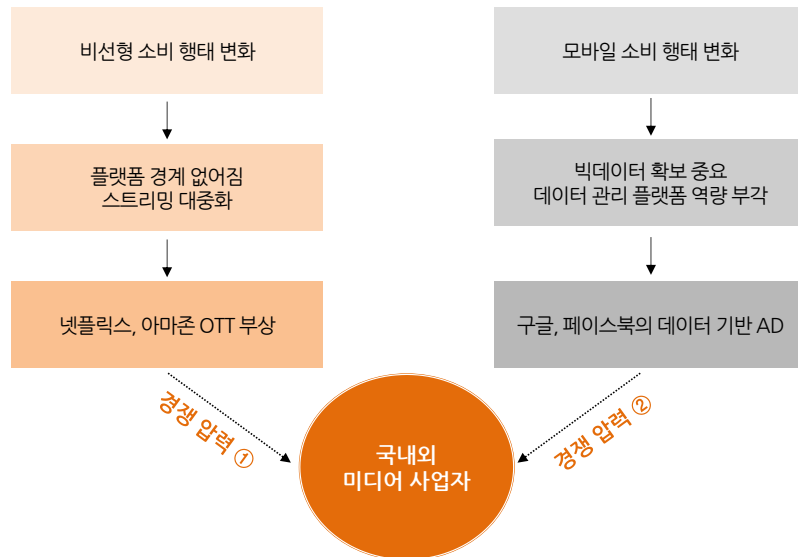 비선형 소비 행태 변화
플랫폼 경계 없어짐
스트리밍 대중화
넷플릭스, 아마존 OTT 부상
경쟁 압력 ①
모바일 소비 행태 변화
빅데이터 확보 중요
데이터 관리 플랫폼 역량 부각
구글, 페이스북의 데이터 기반 AD
경쟁 압력 ②
국내외
미디어 사업자